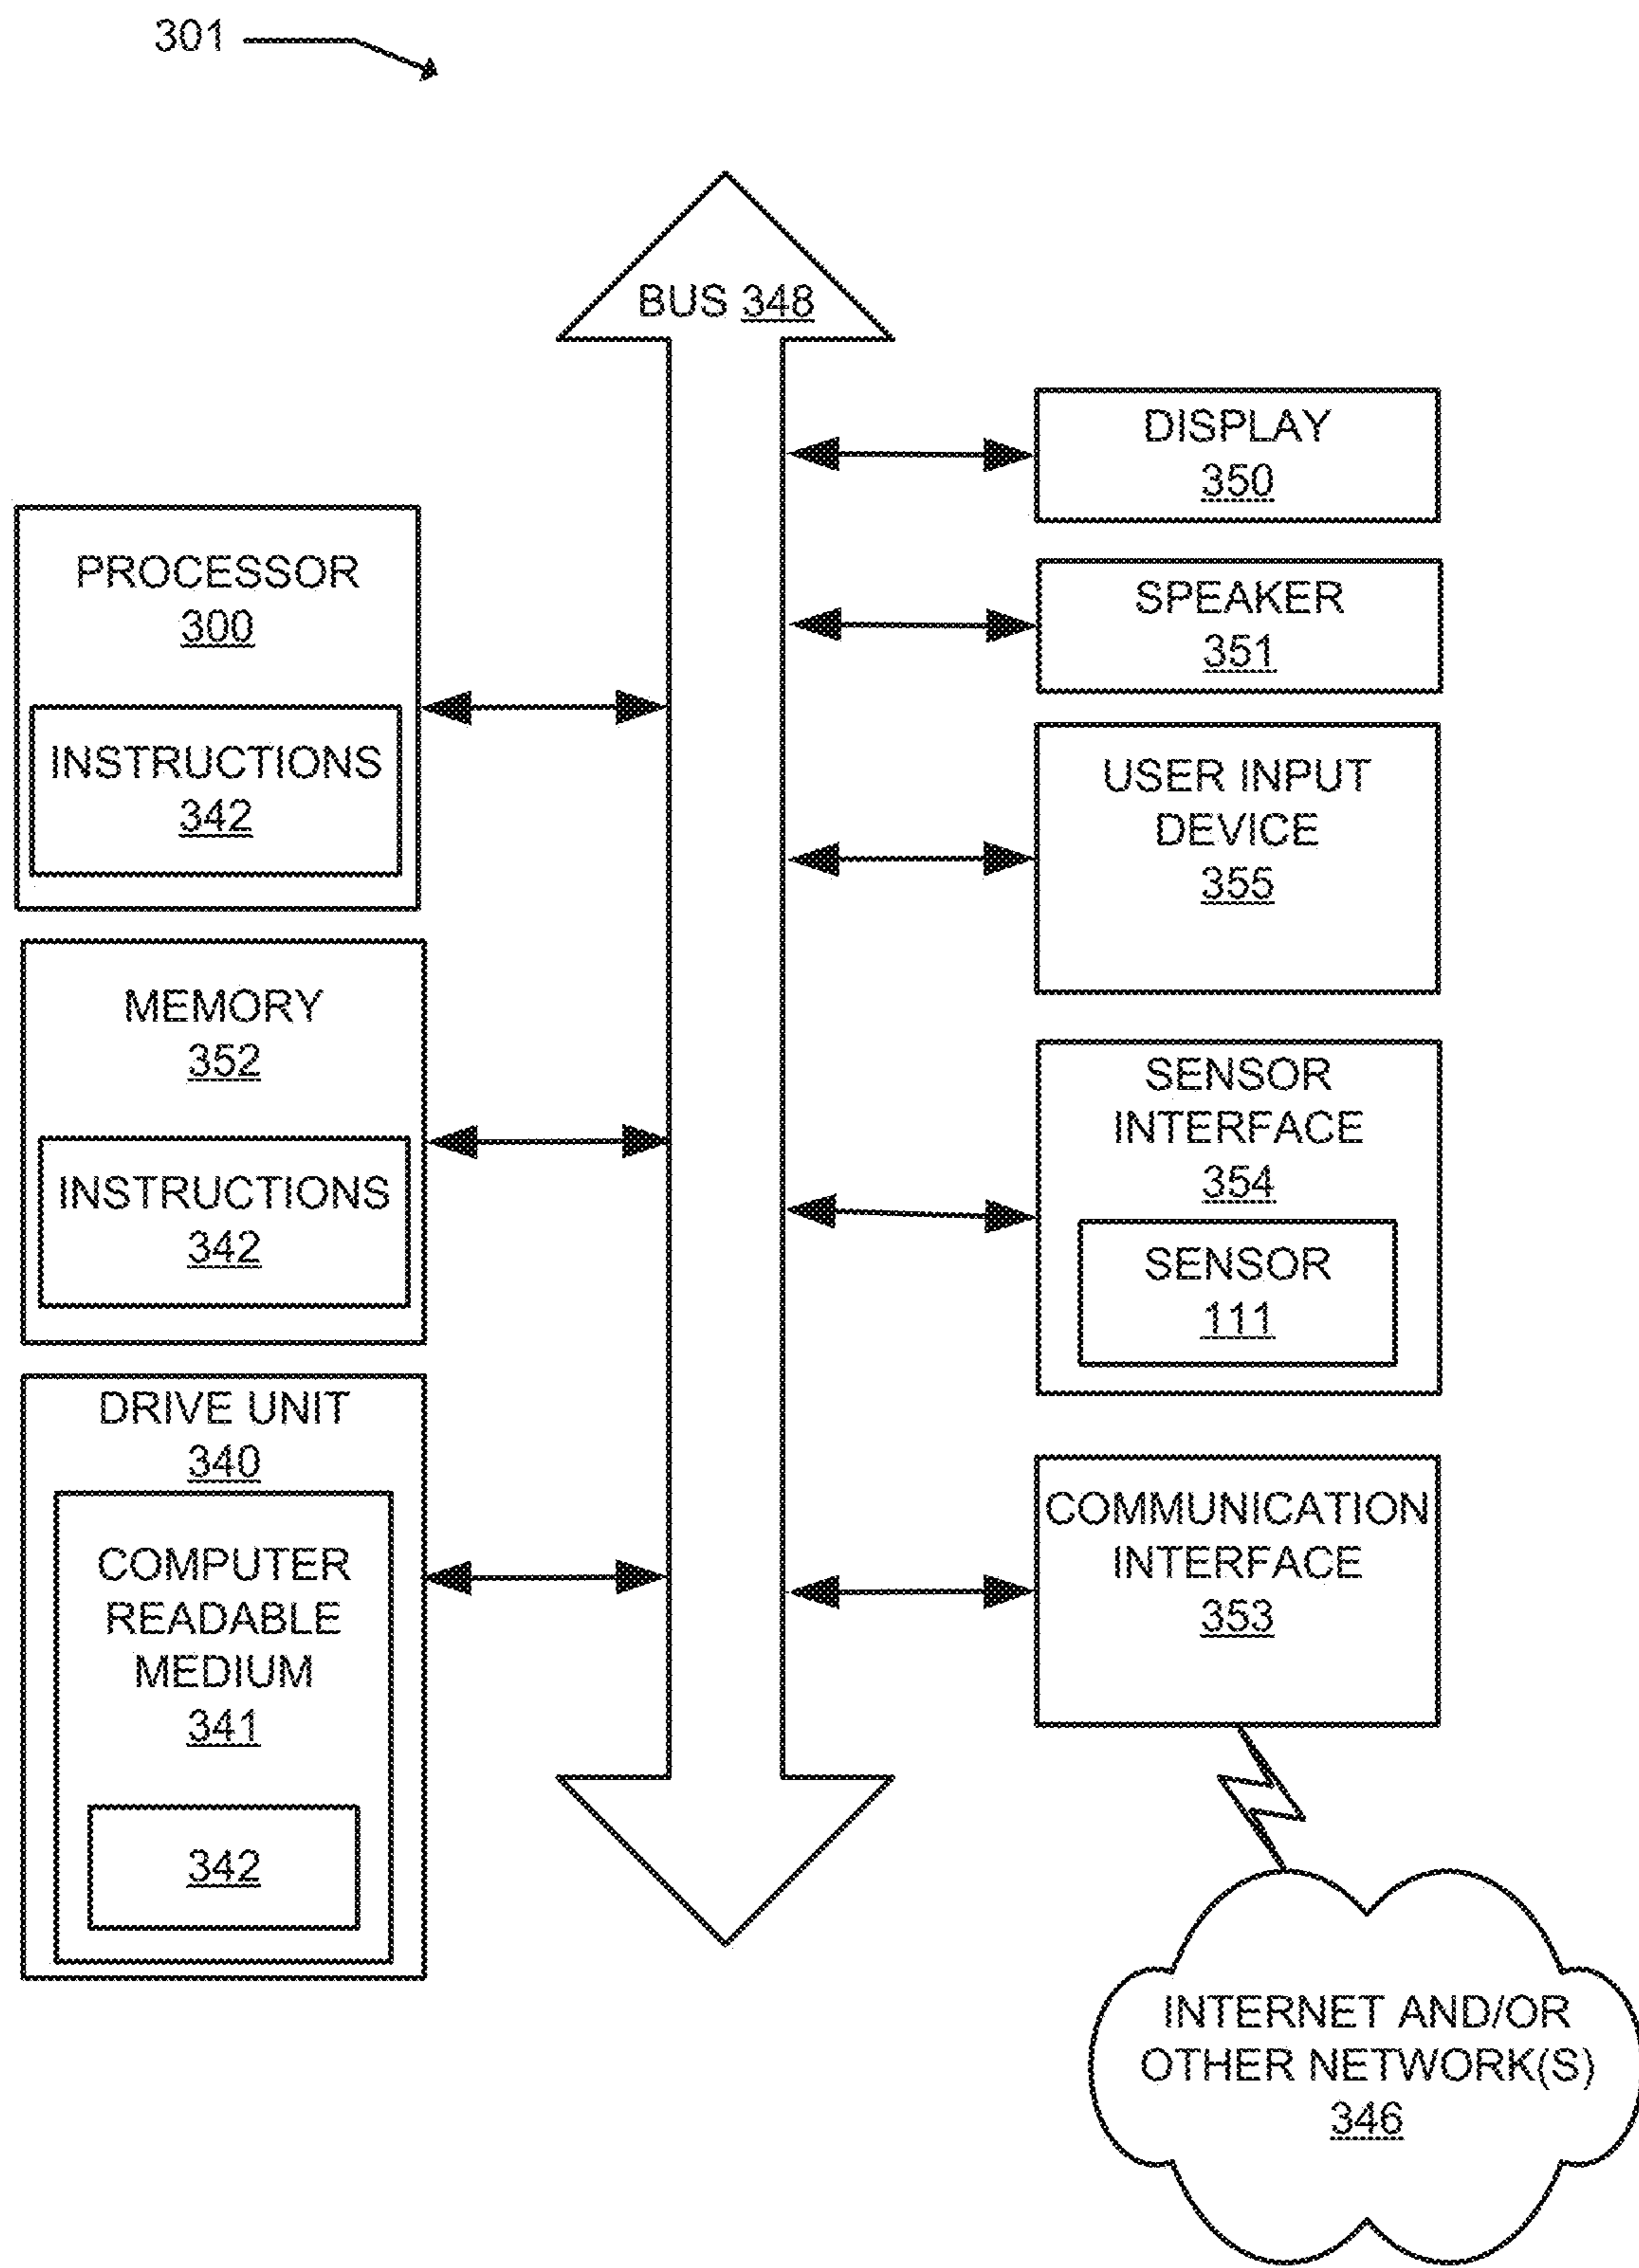 301
BUS 348
PROCESSOR
300
INSTRUCTIONS
342
MEMORY
352
INSTRUCTIONS
342
DRIVE UNIT
340
COMPUTER
READABLE
MEDIUM
341
342
DISPLAY
350
SPEAKER
351
USER INPUT
DEVICE
355
SENSOR
INTERFACE
354
SENSOR
111
COMMUNICATION
INTERFACE
353
INTERNET AND/OR
OTHER NETWORK(S)
346